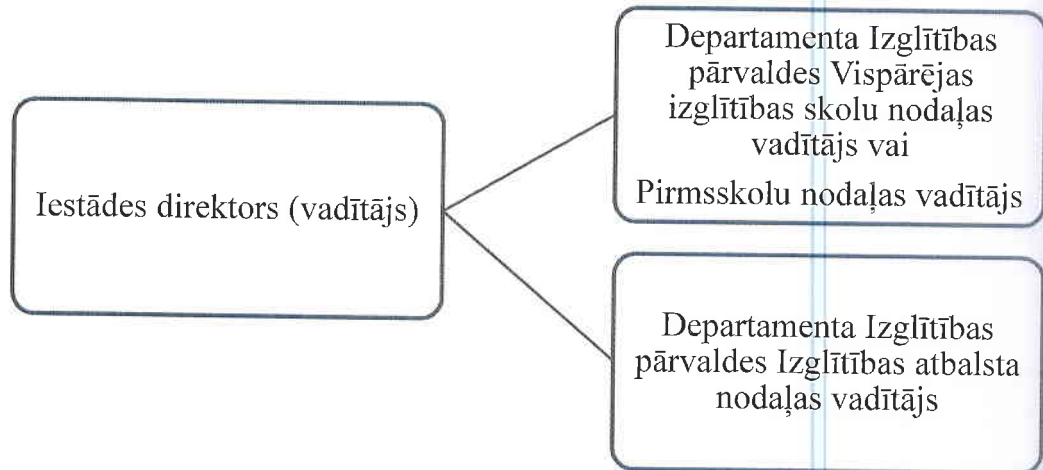 Iestādes direktors (vadītājs)
Departamenta Izglītības
pārvaldes Vispārējas
izglītības skolu nodaļas
vadītājs vai
Pirmsskolu nodaļas vadītājs
Departamenta Izglītības
pārvaldes Izglītības atbalsta
nodaļas vadītājs